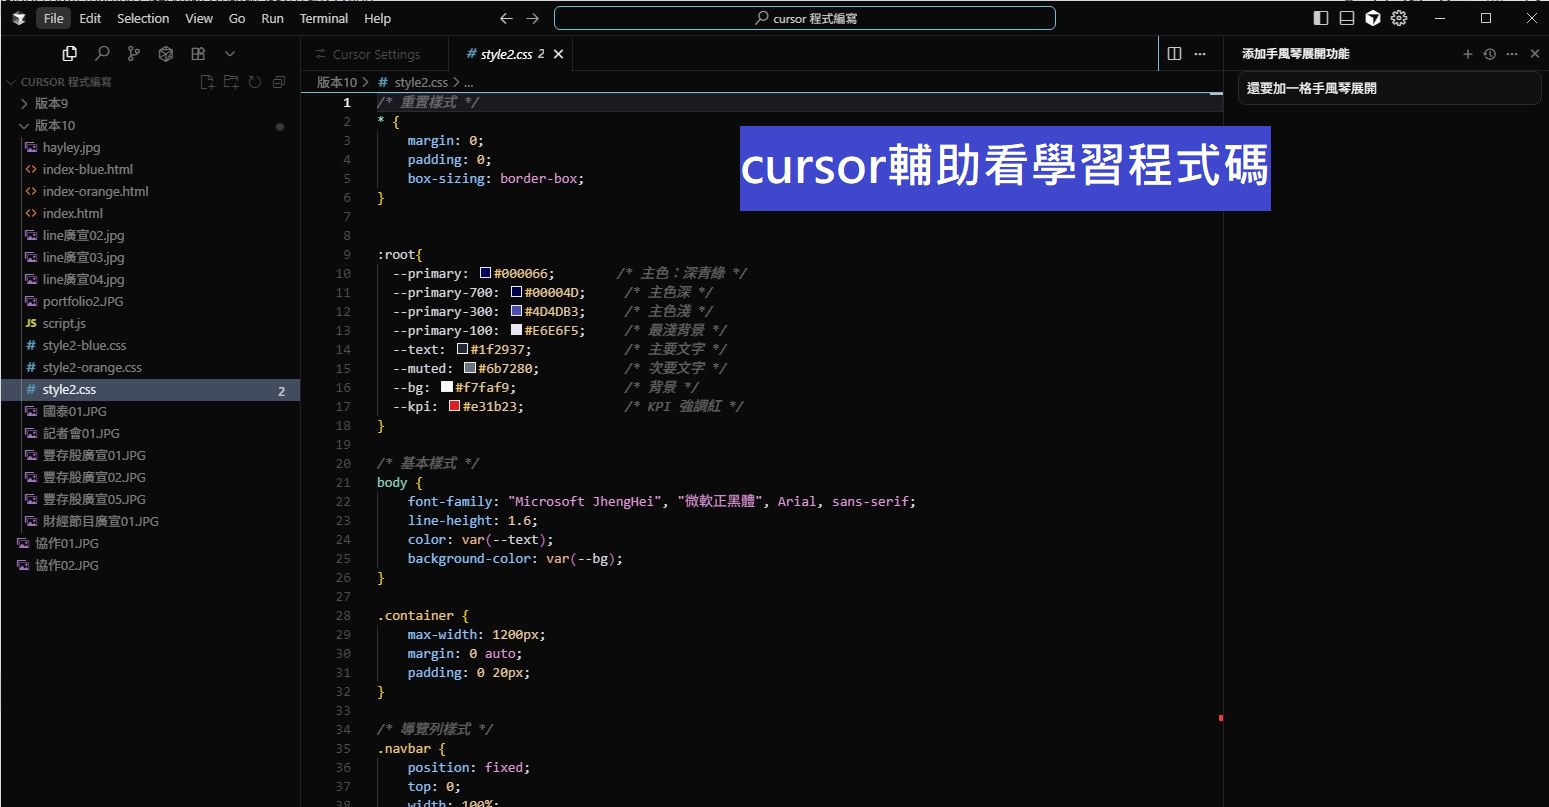 File Edit Selection View Go Run Terminal Help
cursor 程式編寫
Cursor Settings
style2.css 2
添加手風琴展開功能
CURSOR 程式編寫
版本9
版本10
hayley.jpg
index-blue.html
index-orange.html
index.html
line廣宣02.jpg
line廣宣03.jpg
line廣宣04.jpg
portfolio2.JPG
JS script.js
# style2-blue.css
# style2-orange.css
# style2.css 2
國泰01.JPG
記者會01.JPG
豐存股廣宣01.JPG
豐存股廣宣02.JPG
豐存股廣宣05.JPG
財經節目廣宣01.JPG
協作01.JPG
協作02.JPG
版本10 > # style2.css > ...
1 /* 重置樣式 */
2 * {
3 margin: 0;
4 padding: 0;
5 box-sizing: border-box;
6 }
7
8
9 :root{
10 --primary: #000066; /* 主色：深青綠 */
11 --primary-700: #00004D; /* 主色深 */
12 --primary-300: #4D4DB3; /* 主色淺 */
13 --primary-100: #E6E6F5; /* 最淺背景 */
14 --text: #1f2937; /* 主要文字 */
15 --muted: #6b7280; /* 次要文字 */
16 --bg: #f7faf9; /* 背景 */
17 --kpi: #e31b23; /* KPI 強調紅 */
18 }
19
20 /* 基本樣式 */
21 body {
22 font-family: "Microsoft JhengHei", "微軟正黑體", Arial, sans-serif;
23 line-height: 1.6;
24 color: var(--text);
25 background-color: var(--bg);
26 }
27
28 .container {
29 max-width: 1200px;
30 margin: 0 auto;
31 padding: 0 20px;
32 }
33
34 /* 導覽列樣式 */
35 .navbar {
36 position: fixed;
37 top: 0;
38 width: 100%;
cursor輔助看學習程式碼
還要加一格手風琴展開